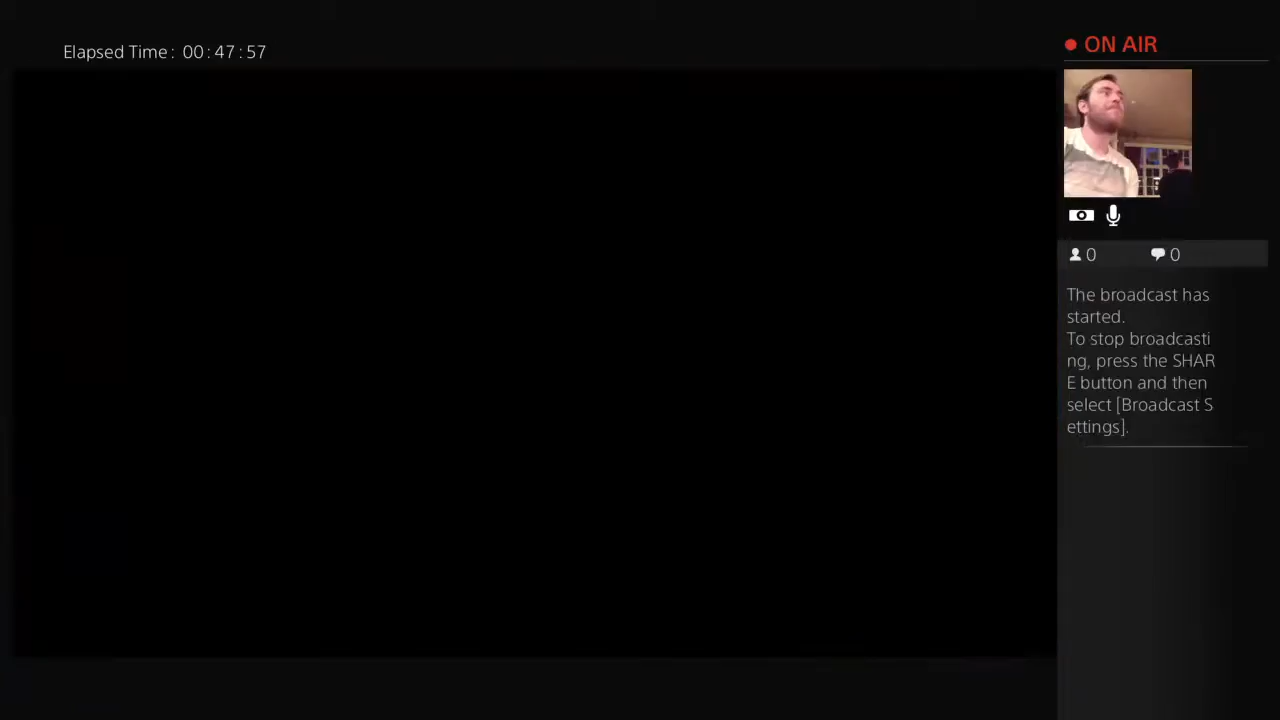 Elapsed Time: 00:47:57
ON AIR
0 0
The broadcast has
started.
To stop broadcasti
ng, press the SHAR
E button and then
select [Broadcast S
ettings].